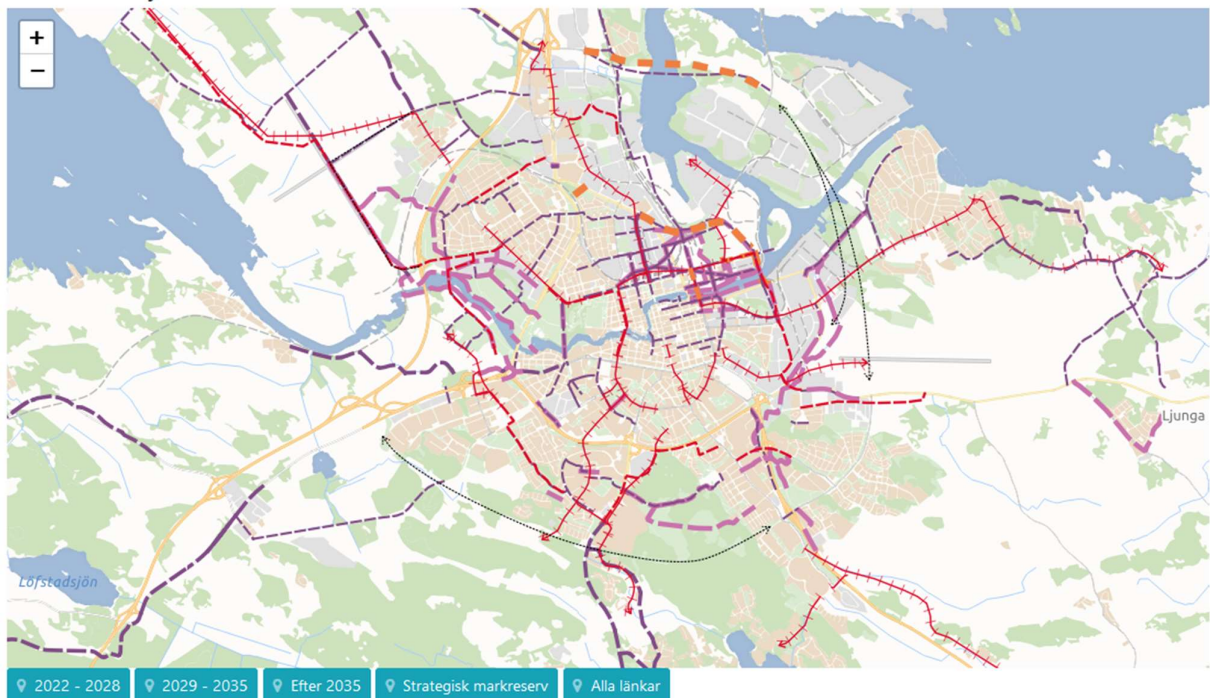 +
−
Ljunga
Löfstadsjön
2022 - 2028
2029 - 2035
Efter 2035
Strategisk markreserv
Alla länkar